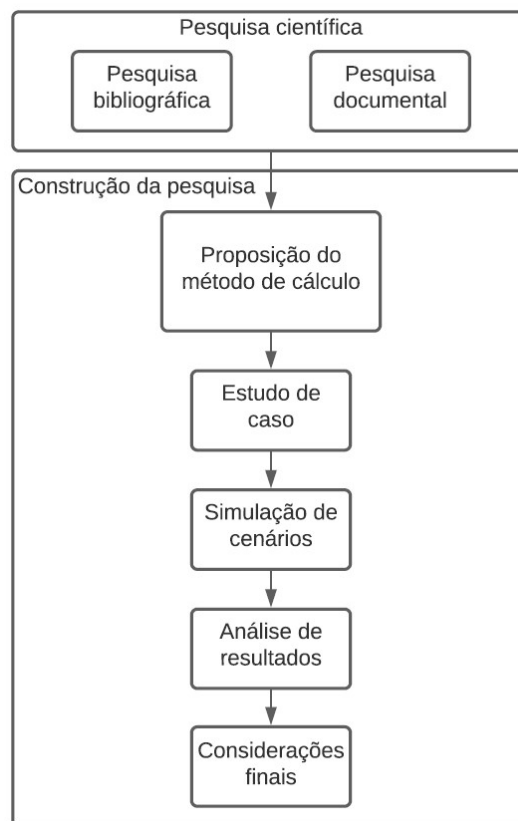 Pesquisa científica
Pesquisa
bibliográfica
Pesquisa
documental
Construção da pesquisa
Proposição do
método de cálculo
Estudo de
caso
Simulação de
cenários
Análise de
resultados
Considerações
finais